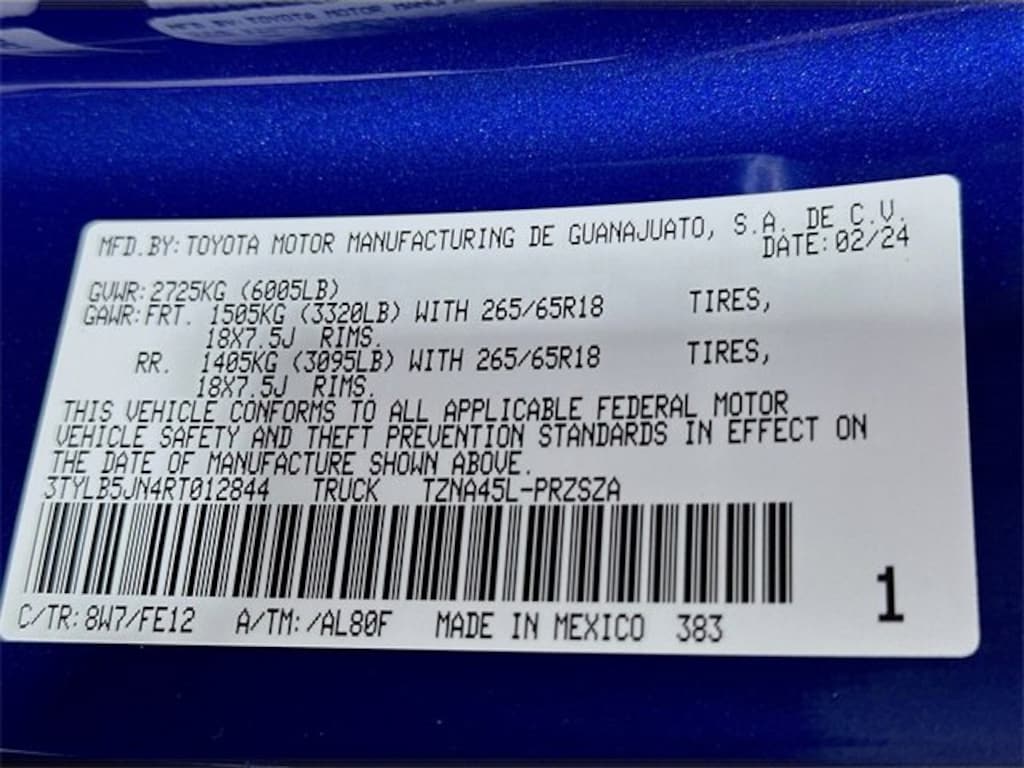 MFD.BY:TOYOTA MOTOR MANUFACTURING DE GUANAJUATO, S.A. DE C.V.
DATE:02/24
GVWR:2725KG (6005LB)
GAWR:FRT. 1505KG (3320LB) WITH 265/65R18 TIRES,
18X7.5J RIMS.
RR. 1405KG (3095LB) WITH 265/65R18 TIRES,
18X7.5J RIMS.
THIS VEHICLE CONFORMS TO ALL APPLICABLE FEDERAL MOTOR
VEHICLE SAFETY AND THEFT PREVENTION STANDARDS IN EFFECT ON
THE DATE OF MANUFACTURE SHOWN ABOVE.
3TYLB5JN4RT012844 TRUCK TZNA45L-PRZSZA
C/TR:8W7/FE12 A/TM:/AL80F MADE IN MEXICO 383
1